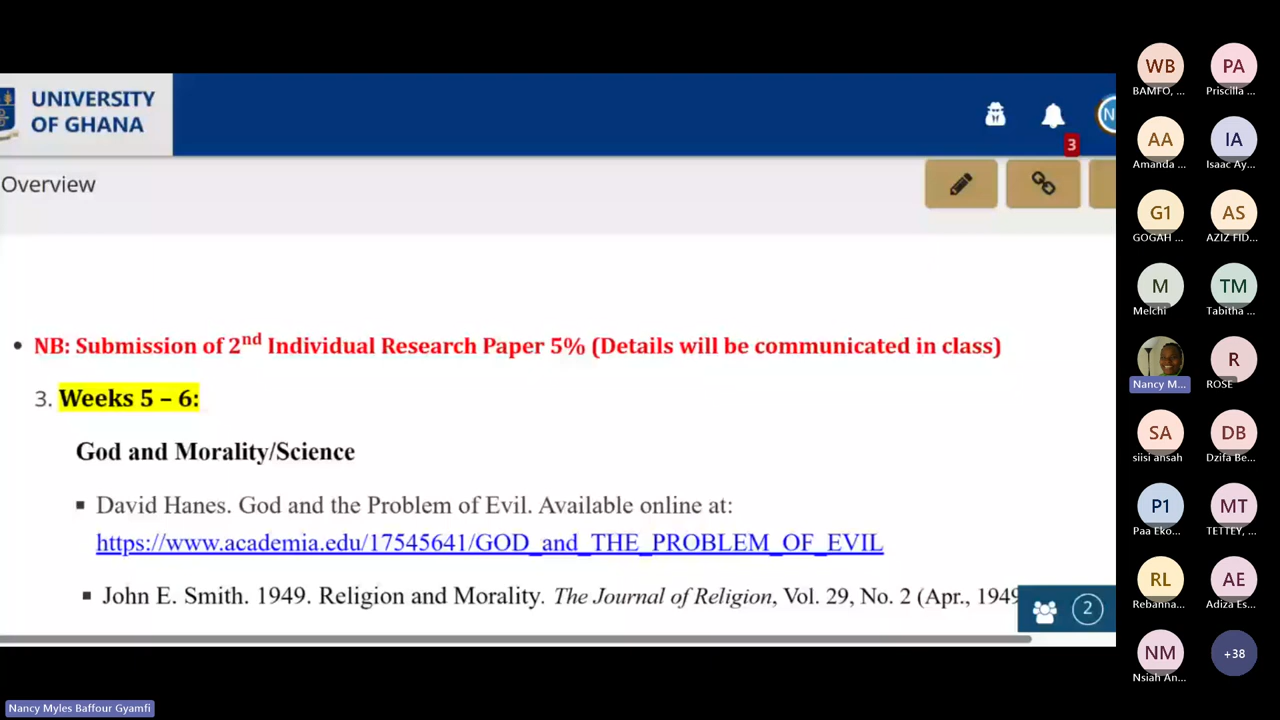 UNIVERSITY
OF GHANA
3
N
Overview
NB: Submission of 2nd Individual Research Paper 5% (Details will be communicated in class)
3. Weeks 5 – 6:
God and Morality/Science
David Hanes. God and the Problem of Evil. Available online at:
https://www.academia.edu/17545641/GOD_and_THE_PROBLEM_OF_EVIL
John E. Smith. 1949. Religion and Morality. The Journal of Religion, Vol. 29, No. 2 (Apr., 1949
2
WB
BAMFO, ...
PA
Priscilla ...
AA
Amanda ...
IA
Isaac Ay...
G1
GOGAH ...
AS
AZIZ FID...
M
Melchi
TM
Tabitha ...
Nancy M...
R
ROSE
SA
siisi ansah
DB
Dzifa Be...
P1
Paa Eko...
MT
TETTEY, ...
RL
Rebanna...
AE
Adiza Es...
NM
Nsiah An...
+38
Nancy Myles Baffour Gyamfi